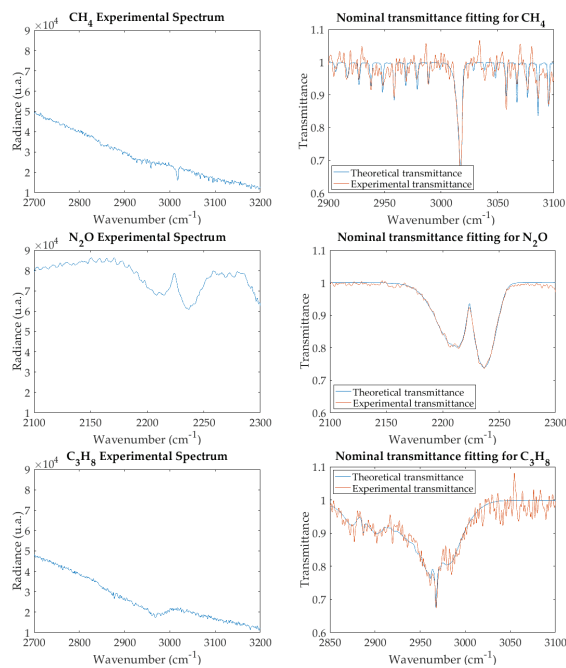 CH4 Experimental Spectrum
×10^4
9
8
7
6
5
4
3
2
1
Radiance (u.a.)
2700 2800 2900 3000 3100 3200
Wavenumber (cm-1)
Nominal transmittance fitting for CH4
1.1
1
0.9
0.8
0.7
0.6
Transmittance
Theoretical transmittance
Experimental transmittance
2900 2950 3000 3050 3100
Wavenumber (cm-1)
N2O Experimental Spectrum
×10^4
9
8
7
6
5
4
3
2
1
Radiance (u.a.)
2100 2150 2200 2250 2300
Wavenumber (cm-1)
Nominal transmittance fitting for N2O
1
0.9
0.8
0.7
0.6
Transmittance
Theoretical transmittance
Experimental transmittance
2100 2150 2200 2250 2300
Wavenumber (cm-1)
C3H8 Experimental Spectrum
×10^4
9
8
7
6
5
4
3
2
1
Radiance (u.a.)
2700 2800 2900 3000 3100 3200
Wavenumber (cm-1)
Nominal transmittance fitting for C3H8
1.1
1
0.9
0.8
0.7
0.6
Transmittance
Theoretical transmittance
Experimental transmittance
2850 2900 2950 3000 3050 3100
Wavenumber (cm-1)